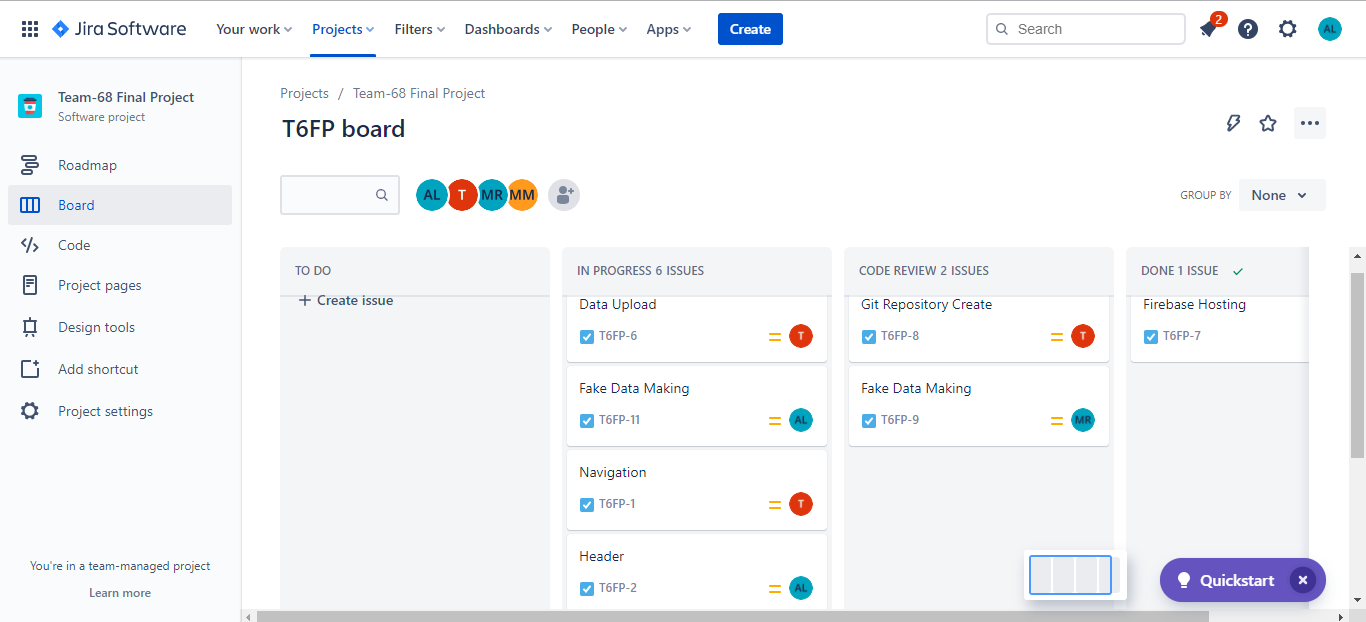 Jira Software
Your work
Projects
Filters
Dashboards
People
Apps
Create
Search
2
AL
Team-68 Final Project
Software project
Roadmap
Board
Code
Project pages
Design tools
Add shortcut
Project settings
You're in a team-managed project
Learn more
Projects / Team-68 Final Project
T6FP board
AL T MR MM
GROUP BY None
TO DO
Create issue
IN PROGRESS 6 ISSUES
Data Upload
T6FP-6 T
Fake Data Making
T6FP-11 AL
Navigation
T6FP-1 T
Header
T6FP-2 AL
CODE REVIEW 2 ISSUES
Git Repository Create
T6FP-8 T
Fake Data Making
T6FP-9 MR
DONE 1 ISSUE
Firebase Hosting
T6FP-7
Quickstart